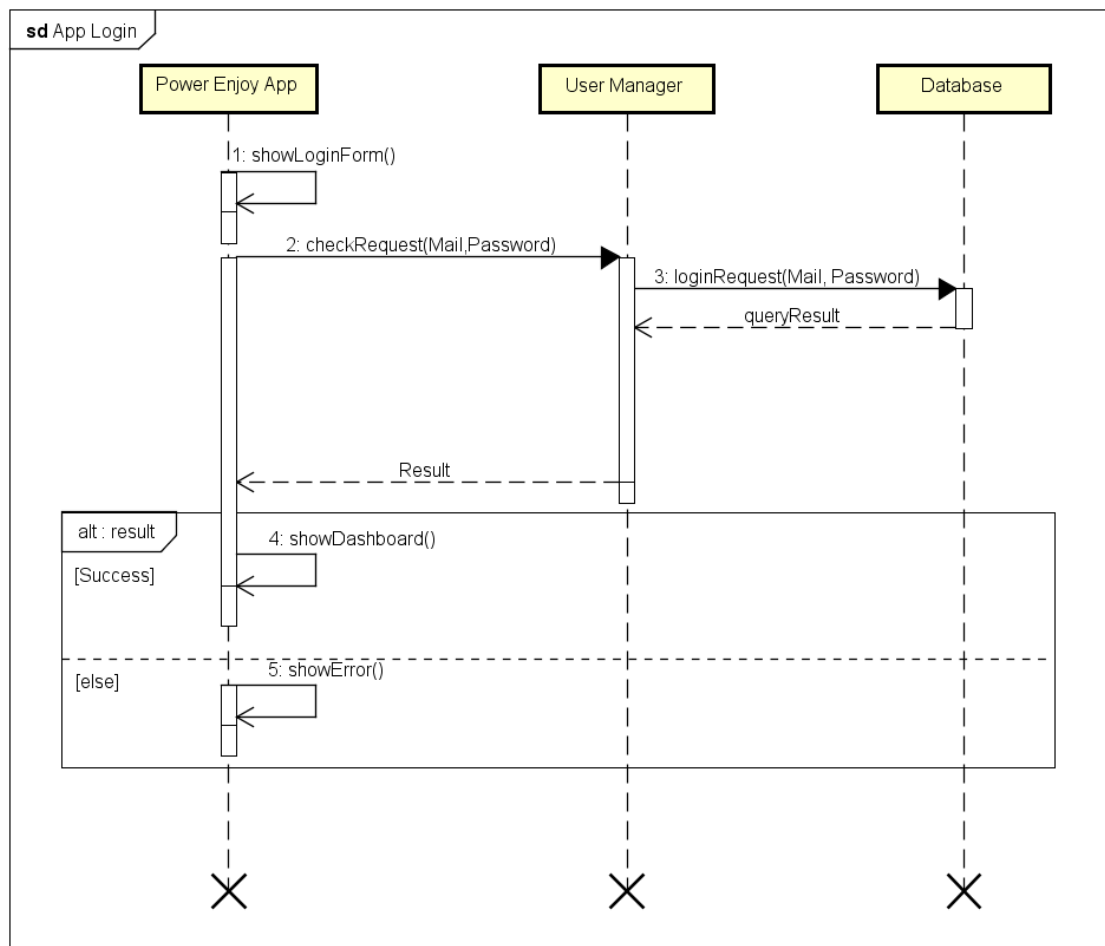 sd App Login
Power Enjoy App
User Manager
Database
1: showLoginForm()
2: checkRequest(Mail,Password)
3: loginRequest(Mail, Password)
queryResult
Result
alt : result
4: showDashboard()
[Success]
5: showError()
[else]